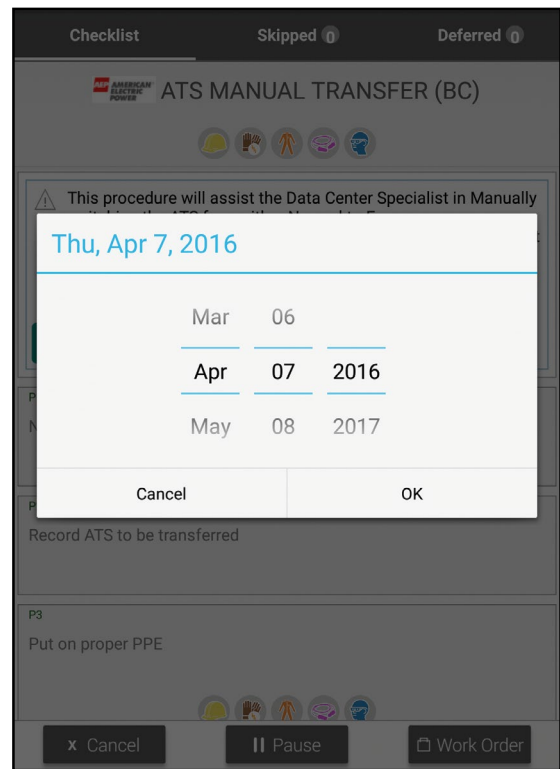 Checklist Skipped 0 Deferred 0
AEP AMERICAN ELECTRIC POWER ATS MANUAL TRANSFER (BC)
This procedure will assist the Data Center Specialist in Manually
Thu, Apr 7, 2016
Mar 06
Apr 07 2016
May 08 2017
Cancel OK
Record ATS to be transferred
P3
Put on proper PPE
x Cancel Pause Work Order